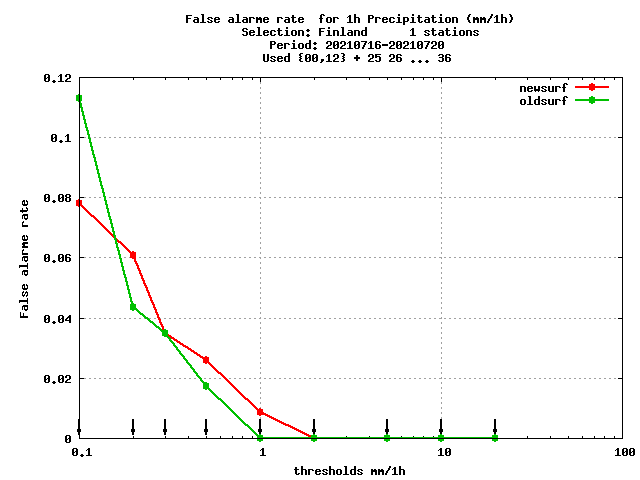 False alarme rate  for 1h Precipitation (mm/1h)
Selection: Finland      1 stations
Period: 20210716-20210720
Used {00,12} + 25 26 ... 36
newsurf
oldsurf
0.12
0.1
0.08
0.06
0.04
0.02
0
False alarme rate
0.1 1 10 100
thresholds mm/1h